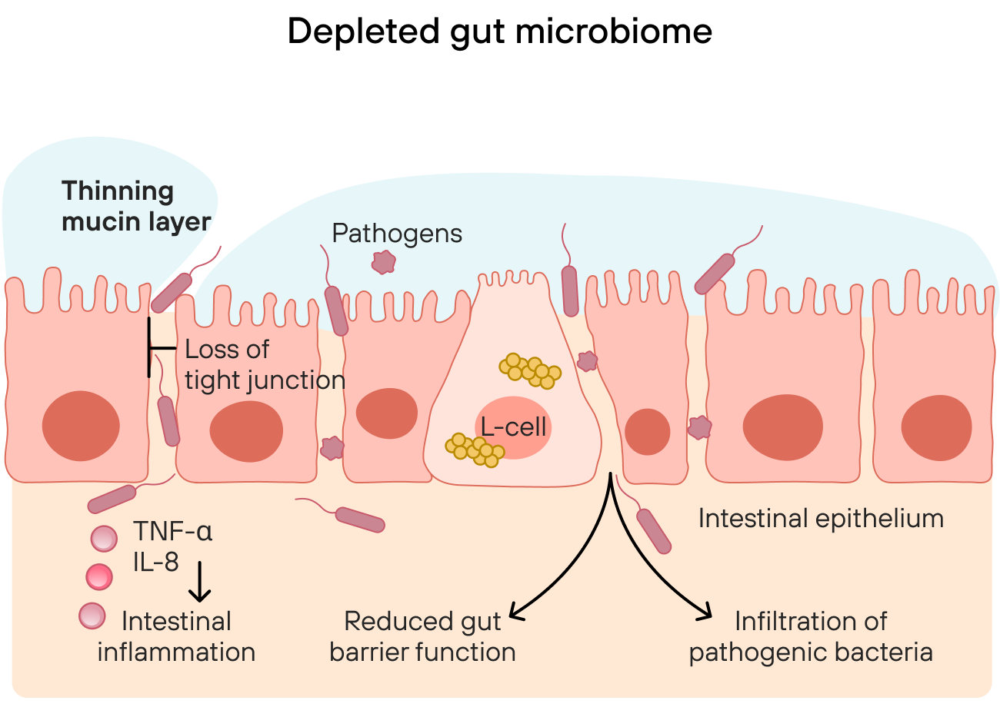 Depleted gut microbiome
Thinning
mucin layer
Pathogens
Loss of
tight junction
L-cell
Intestinal epithelium
TNF-α
IL-8
Intestinal
inflammation
Reduced gut
barrier function
Infiltration of
pathogenic bacteria